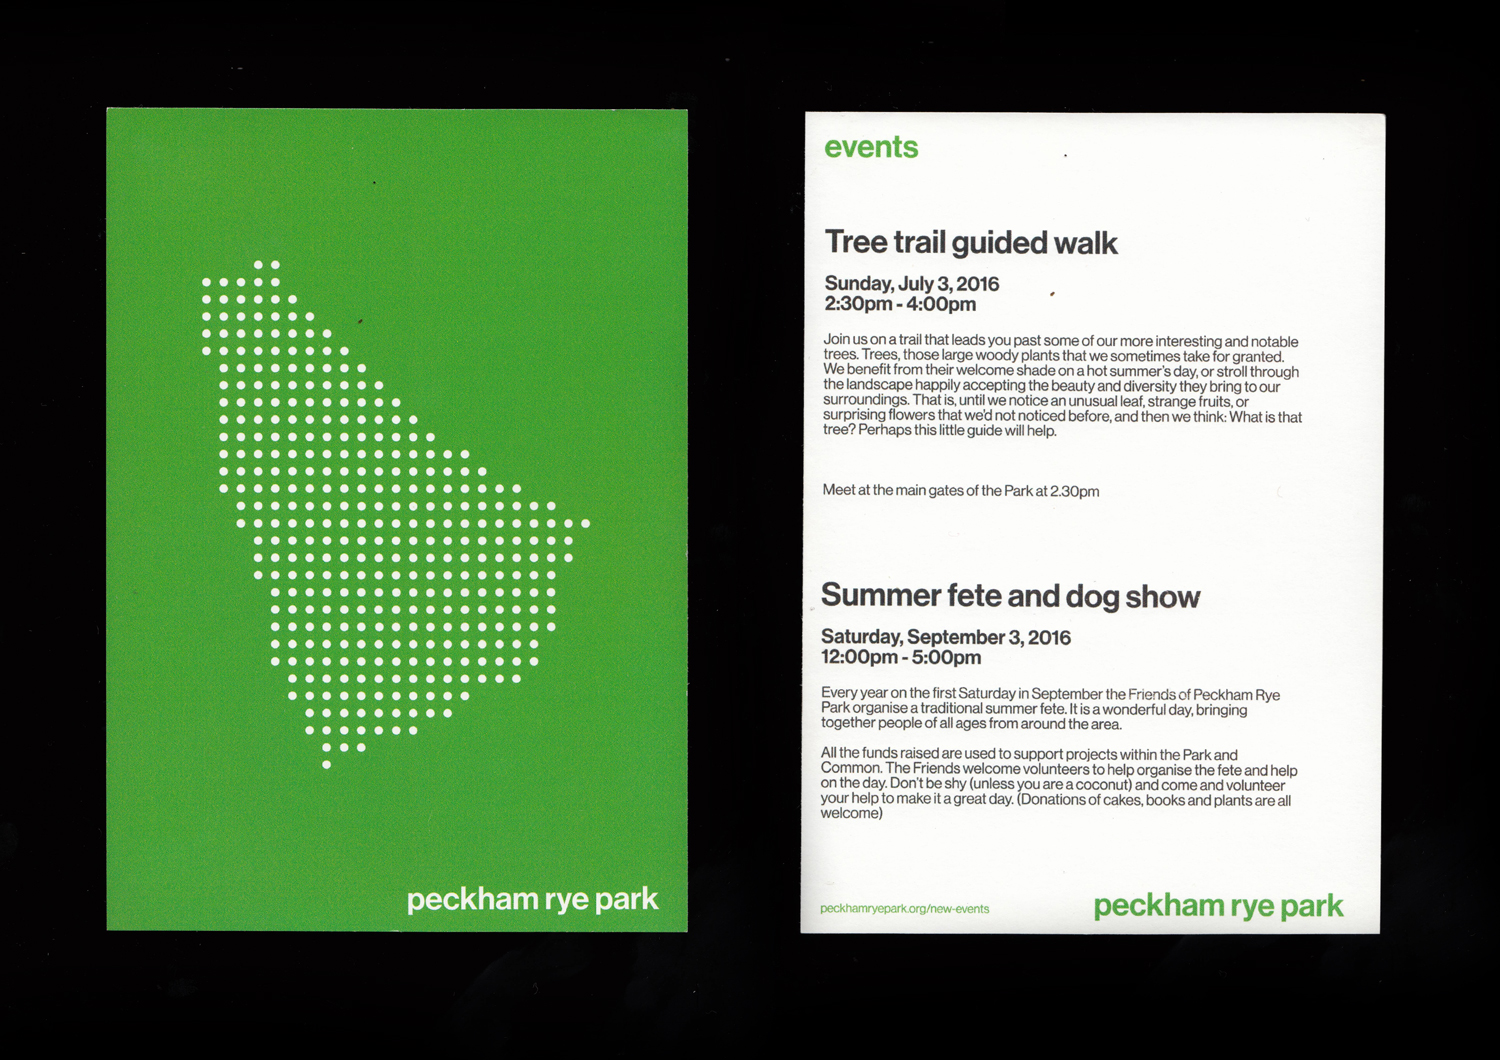 peckham rye park
events
Tree trail guided walk
Sunday, July 3, 2016
2:30pm - 4:00pm
Join us on a trail that leads you past some of our more interesting and notable
trees. Trees, those large woody plants that we sometimes take for granted.
We benefit from their welcome shade on a hot summer's day, or stroll through
the landscape happily accepting the beauty and diversity they bring to our
surroundings. That is, until we notice an unusual leaf, strange fruits, or
surprising flowers that we'd not noticed before, and then we think: What is that
tree? Perhaps this little guide will help.
Meet at the main gates of the Park at 2.30pm
Summer fete and dog show
Saturday, September 3, 2016
12:00pm - 5:00pm
Every year on the first Saturday in September the Friends of Peckham Rye
Park organise a traditional summer fete. It is a wonderful day, bringing
together people of all ages from around the area.
All the funds raised are used to support projects within the Park and
Common. The Friends welcome volunteers to help organise the fete and help
on the day. Don't be shy (unless you are a coconut) and come and volunteer
your help to make it a great day. (Donations of cakes, books and plants are all
welcome)
peckhamryepark.org/new-events
peckham rye park